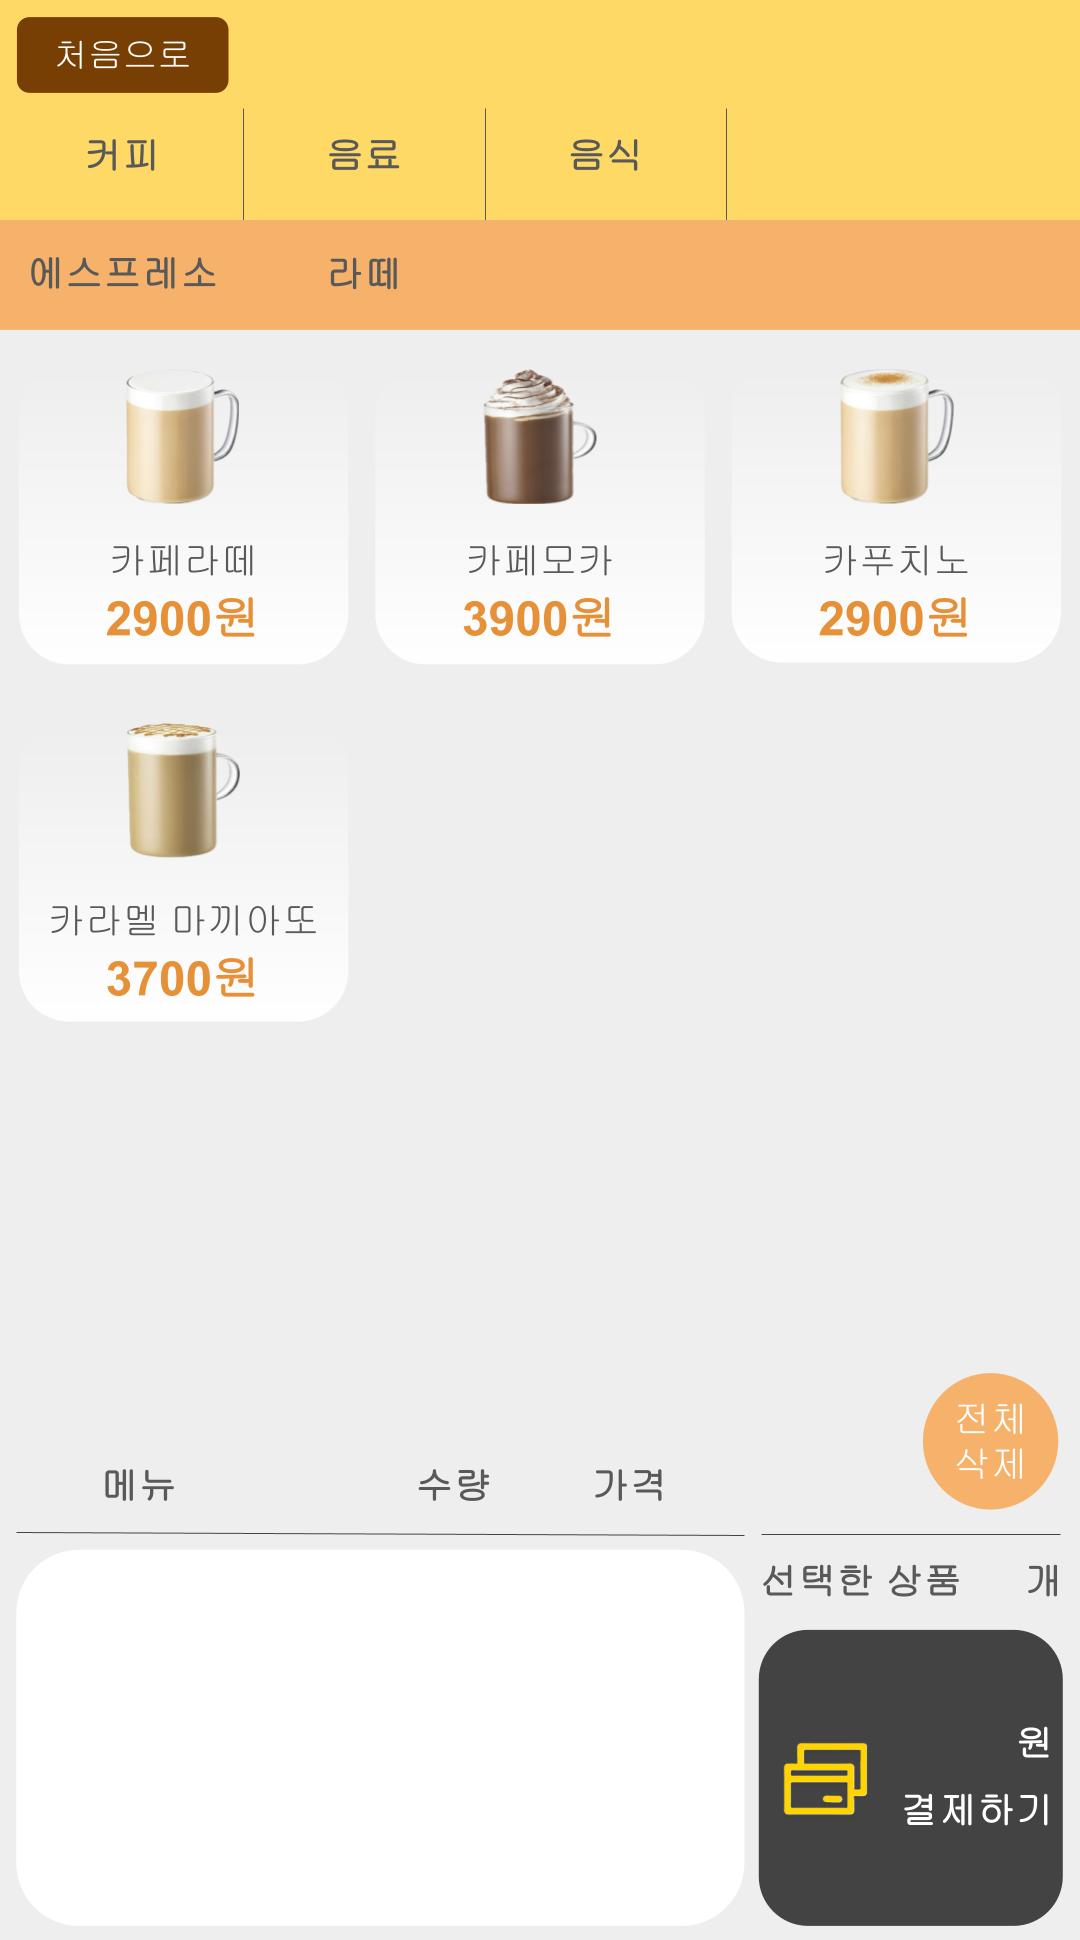 처음으로
커피 음료 음식
에스프레소 라떼
카페라떼 카페모카 카푸치노
2900원 3900원 2900원
카라멜 마끼아또
3700원
전체
삭제
메뉴 수량 가격
선택한 상품 개
원
결제하기